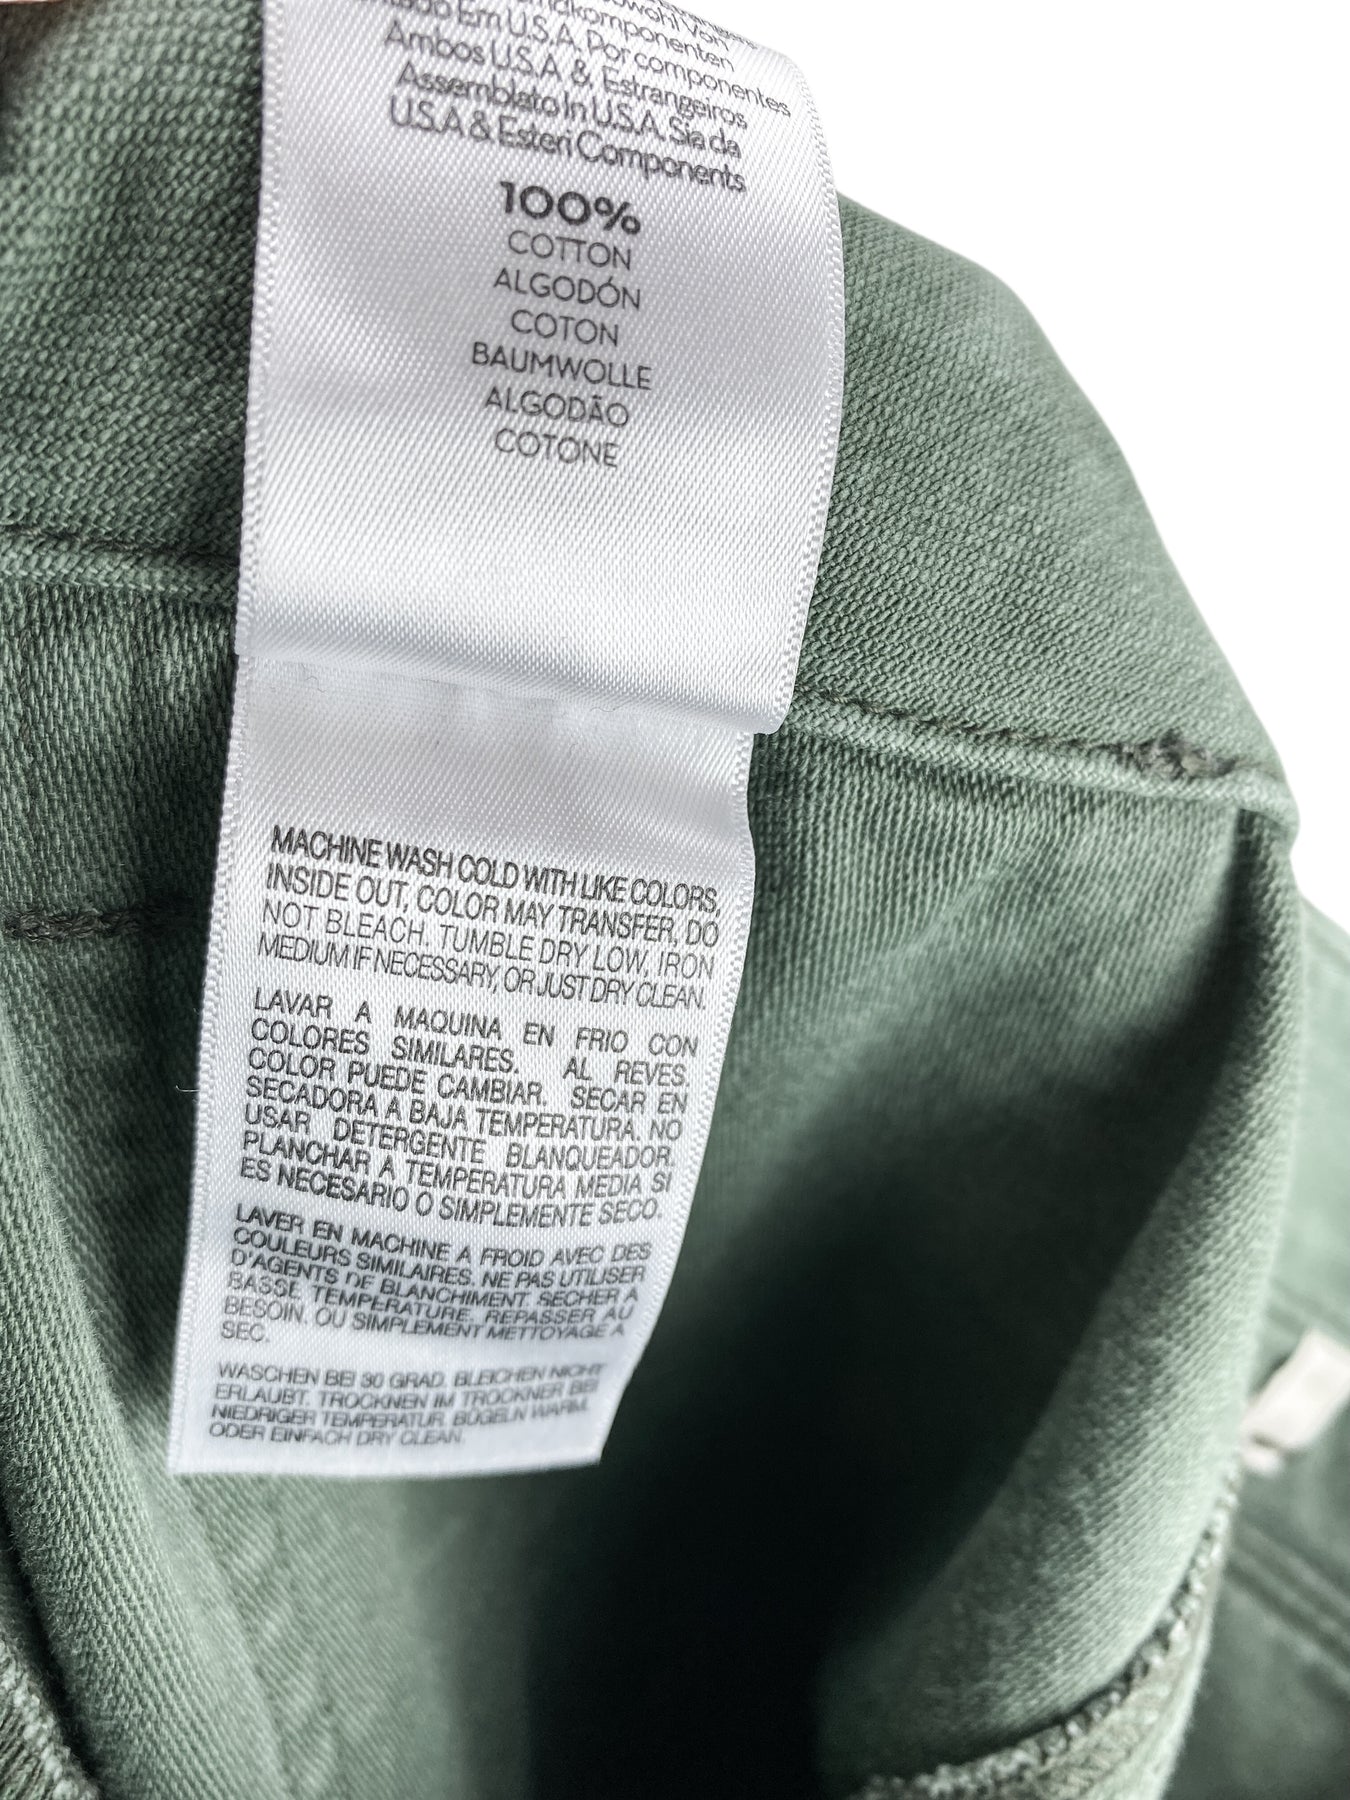 Von
componenten
Em U.S.A. Por componentes
Ambos U.S.A & Estrangeiros
Assemblato In U.S.A. Sia da
U.S.A & Esteri Components
100%
COTTON
ALGODÓN
COTON
BAUMWOLLE
ALGODÃO
COTONE
MACHINE WASH COLD WITH LIKE COLORS,
INSIDE OUT, COLOR MAY TRANSFER, DO
NOT BLEACH. TUMBLE DRY LOW, IRON
MEDIUM IF NECESSARY, OR JUST DRY CLEAN.
LAVAR A MAQUINA EN FRIO CON
COLORES SIMILARES. AL REVES.
COLOR PUEDE CAMBIAR. SECAR EN
SECADORA A BAJA TEMPERATURA. NO
USAR DETERGENTE BLANQUEADOR.
PLANCHAR A TEMPERATURA MEDIA SI
ES NECESARIO O SIMPLEMENTE SECO.
LAVER EN MACHINE A FROID AVEC DES
COULEURS SIMILAIRES. NE PAS UTILISER
D'AGENTS DE BLANCHIMENT. SECHER A
BASSE TEMPERATURE. REPASSER AU
BESOIN. OU SIMPLEMENT METTOYAGE A
SEC.
WASCHEN BEI 30 GRAD. BLEICHEN NICHT
ERLAUBT. TROCKNEN IM TROCKNER BEI
NIEDRIGER TEMPERATUR. BÜGELN WARM.
ODER EINFACH DRY CLEAN.